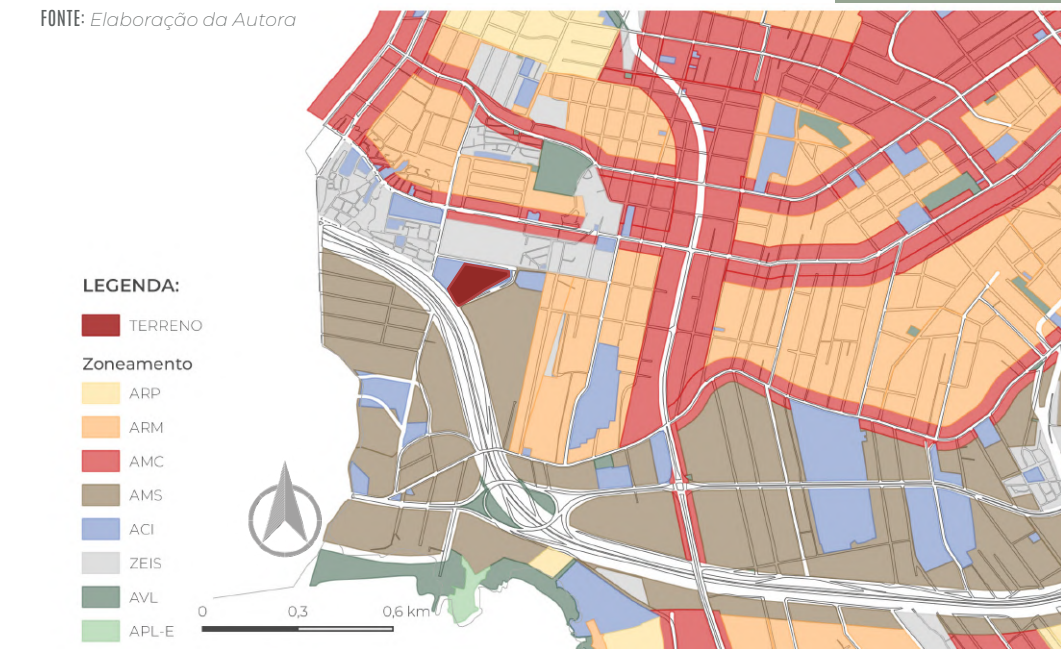 FONTE: Elaboração da Autora
LEGENDA:
TERRENO
Zoneamento
ARP
ARM
AMC
AMS
ACI
ZEIS
AVL
APL-E
0 0,3 0,6 km